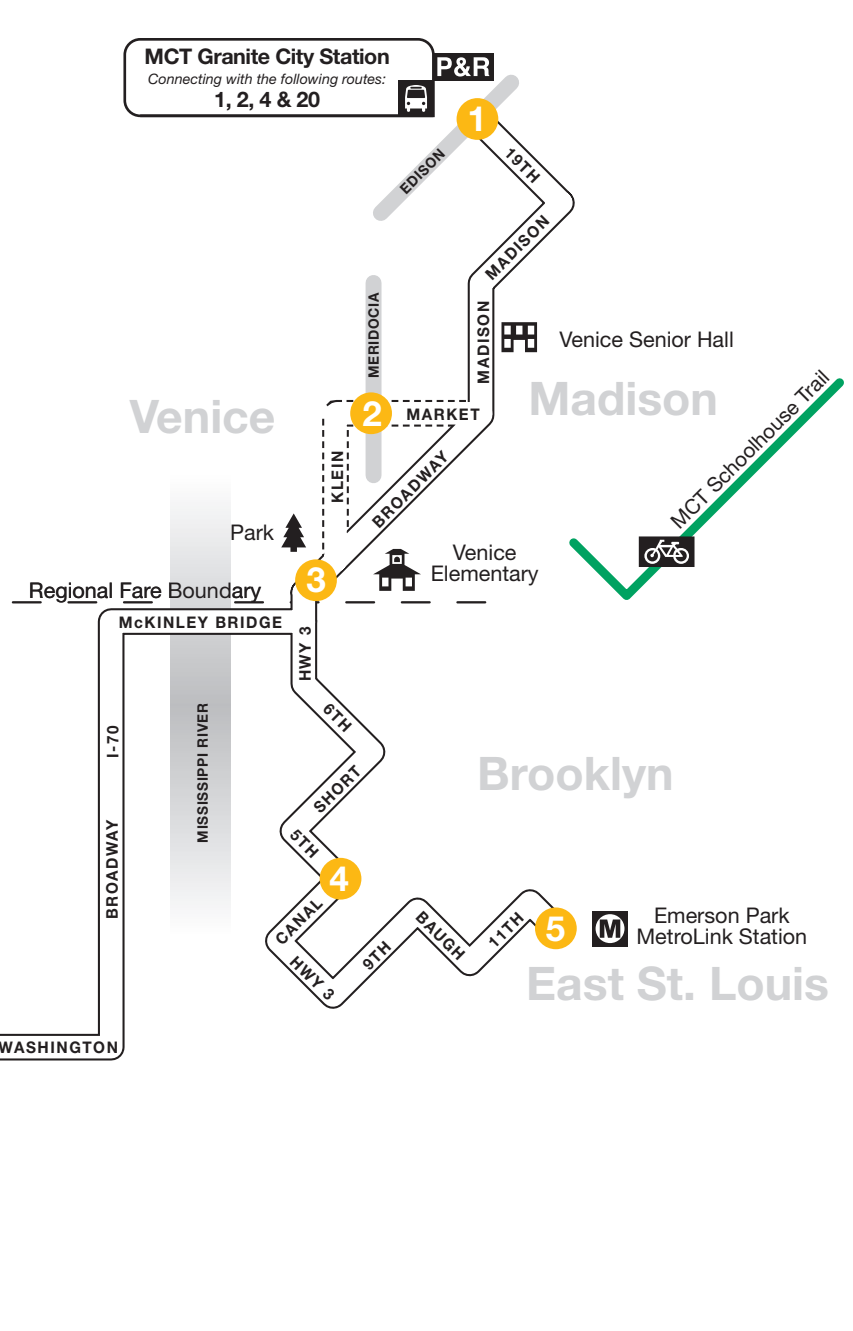 MCT Granite City Station
Connecting with the following routes:
1, 2, 4 & 20
P&R
1
19TH
EDISON
MADISON
MERIDOCIA
MADISON
Venice Senior Hall
Madison
MCT Schoolhouse Trail
Venice
2
MARKET
KLEIN
BROADWAY
Park
Venice
Elementary
3
Regional Fare Boundary
McKINLEY BRIDGE
HWY 3
6TH
I-70
MISSISSIPPI RIVER
Brooklyn
SHORT
5TH
BROADWAY
4
CANAL
HWY 3
9TH
BAUGH
11TH
5
M
Emerson Park
MetroLink Station
East St. Louis
WASHINGTON